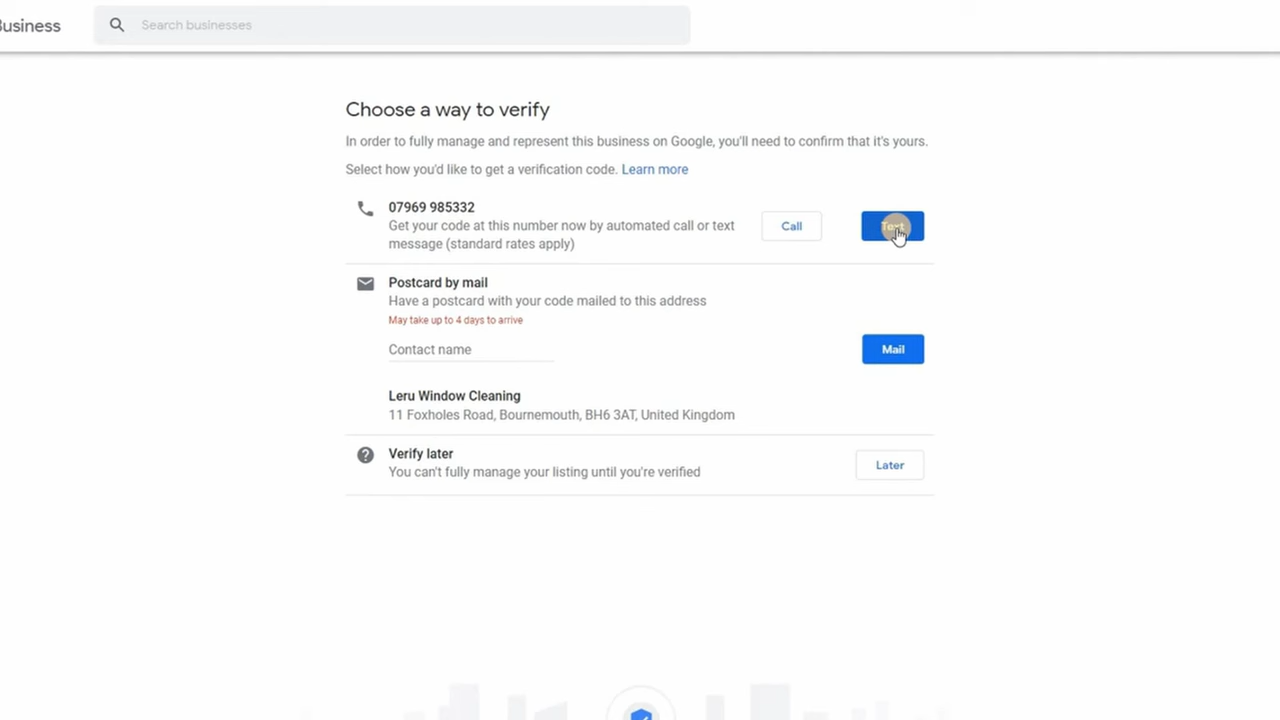 Business
Search businesses
Choose a way to verify
In order to fully manage and represent this business on Google, you'll need to confirm that it's yours.
Select how you'd like to get a verification code. Learn more
07969 985332
Get your code at this number now by automated call or text
message (standard rates apply)
Call
Text
Postcard by mail
Have a postcard with your code mailed to this address
May take up to 4 days to arrive
Contact name
Mail
Leru Window Cleaning
11 Foxholes Road, Bournemouth, BH6 3AT, United Kingdom
Verify later
You can't fully manage your listing until you're verified
Later